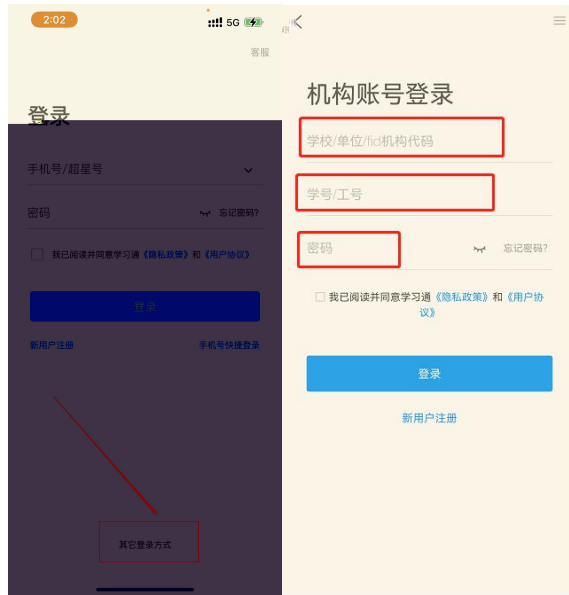 2:02
5G
客服
登录
手机号/超星号
密码
忘记密码?
我已阅读并同意学习通《隐私政策》和《用户协议》
登录
新用户注册
手机号快捷登录
其它登录方式
机构账号登录
学校/单位/fid机构代码
学号/工号
密码
忘记密码?
我已阅读并同意学习通《隐私政策》和《用户协
议》
登录
新用户注册